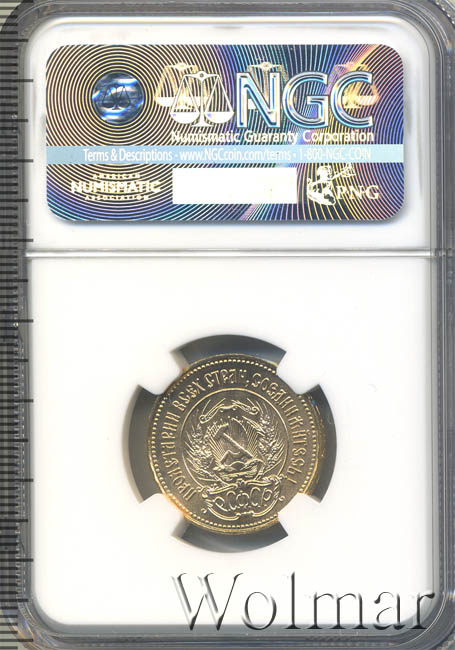 NGC
Numismatic Guaranty Corporation
Terms & Descriptions - www.NGCcoin.com/terms - 1-800-NGC-COIN
AMERICAN
NUMISMATIC
ASSOCIATION
PNG
ПРОЛЕТАРИИ ВСЕХ СТРАН, СОЕДИНЯЙТЕСЬ!
РСФСР
Wolmar